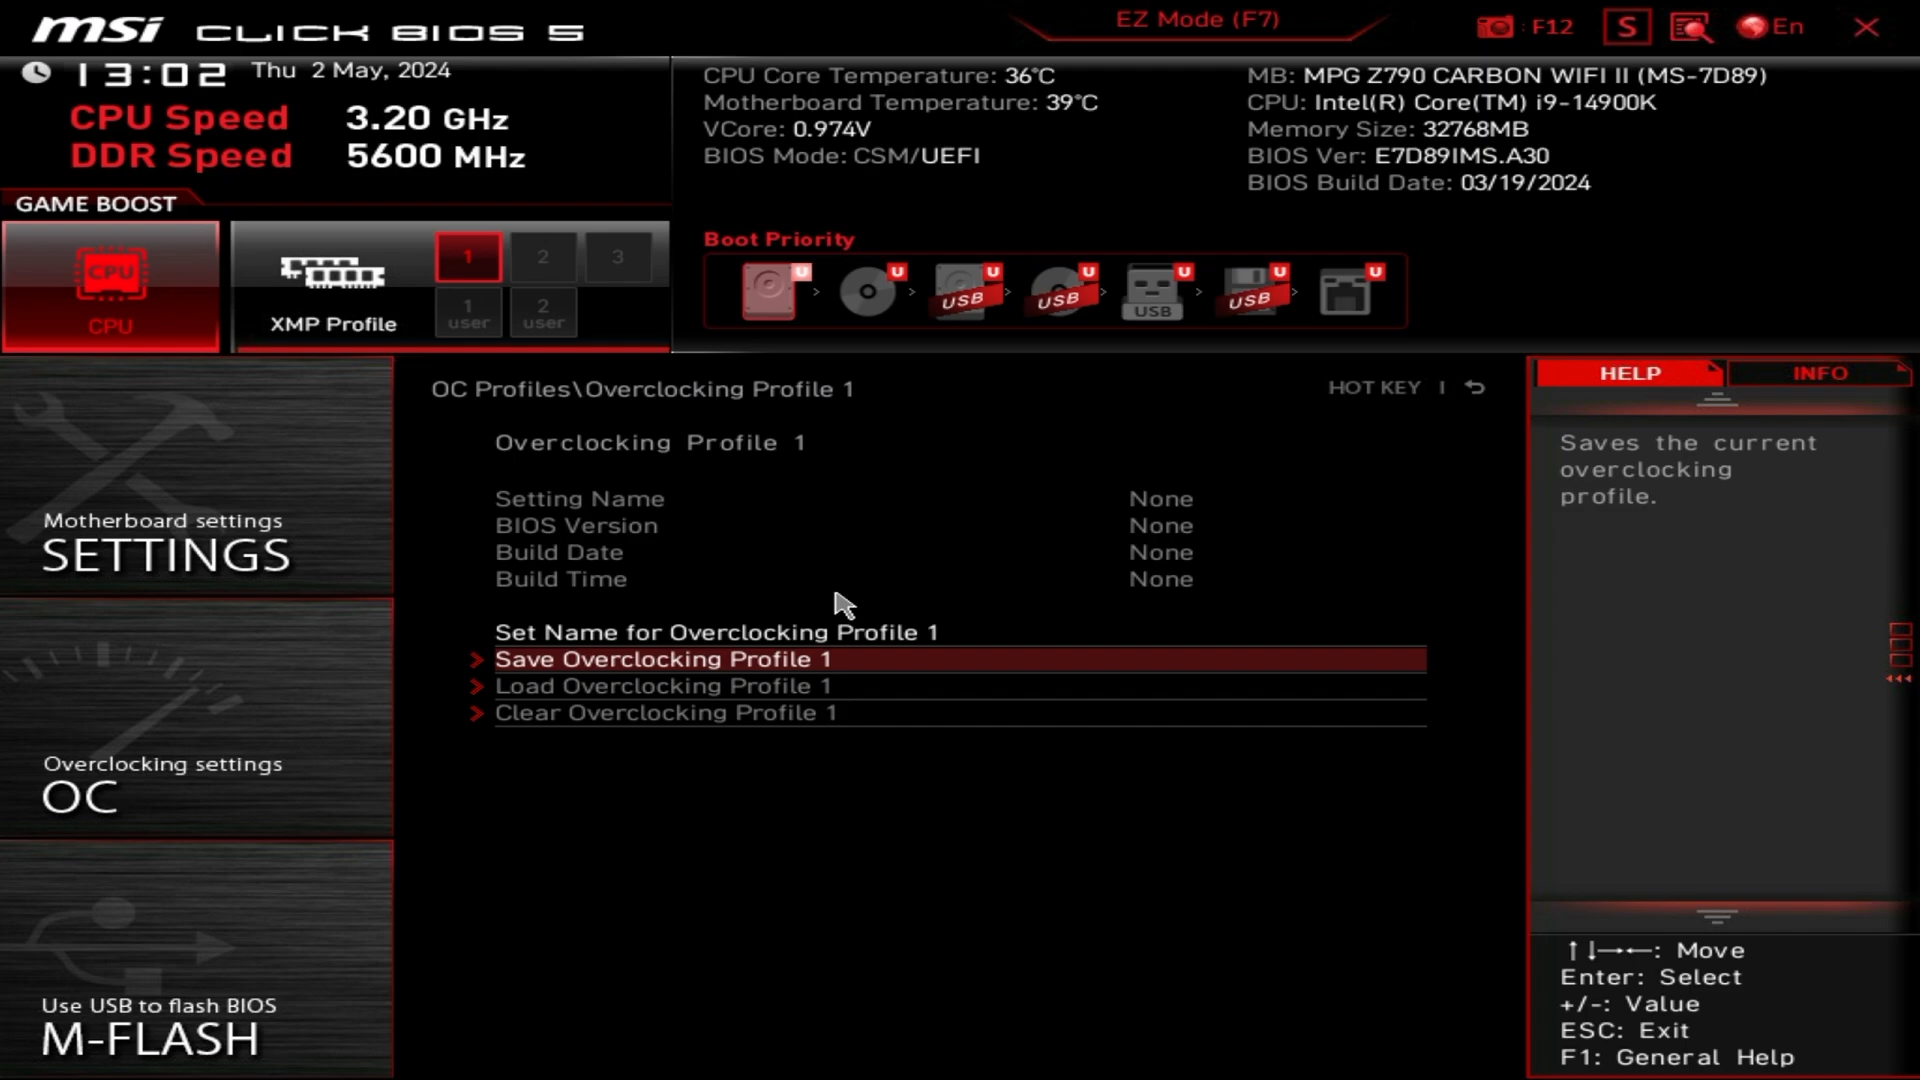 msi CLICK BIOS 5
EZ Mode (F7)
: F12
S
En
13:02 Thu 2 May, 2024
CPU Speed 3.20 GHz
DDR Speed 5600 MHz
CPU Core Temperature: 36°C
Motherboard Temperature: 39°C
VCore: 0.974V
BIOS Mode: CSM/UEFI
MB: MPG Z790 CARBON WIFI II (MS-7D89)
CPU: Intel(R) Core(TM) i9-14900K
Memory Size: 32768MB
BIOS Ver: E7D89IMS.A30
BIOS Build Date: 03/19/2024
GAME BOOST
CPU
CPU
XMP Profile
1 2 3
1 user 2 user
Boot Priority
U U U U U U U
USB USB USB USB
OC Profiles\Overclocking Profile 1
HOT KEY |
Overclocking Profile 1
Setting Name None
BIOS Version None
Build Date None
Build Time None
Set Name for Overclocking Profile 1
> Save Overclocking Profile 1
> Load Overclocking Profile 1
> Clear Overclocking Profile 1
Motherboard settings
SETTINGS
Overclocking settings
OC
Use USB to flash BIOS
M-FLASH
HELP INFO
Saves the current
overclocking
profile.
↑↓→←: Move
Enter: Select
+/-: Value
ESC: Exit
F1: General Help